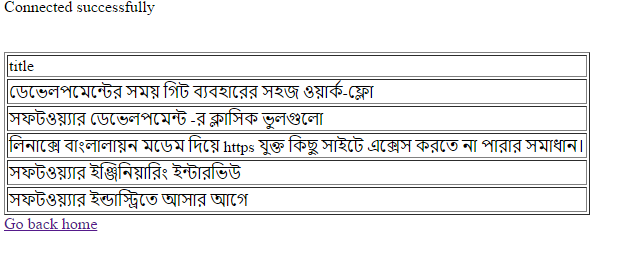 Connected successfully
title
ডেভেলপমেন্টের সময় গিট ব্যবহারের সহজ ওয়ার্ক-ফ্লো
সফটওয়্যার ডেভেলপমেন্ট -র ক্লাসিক ভুলগুলো
লিনাক্সে বাংলালায়ন মডেম দিয়ে https যুক্ত কিছু সাইটে এক্সেস করতে না পারার সমাধান।
সফটওয়্যার ইঞ্জিনিয়ারিং ইন্টারভিউ
সফটওয়্যার ইন্ডাস্ট্রিতে আসার আগে
Go back home